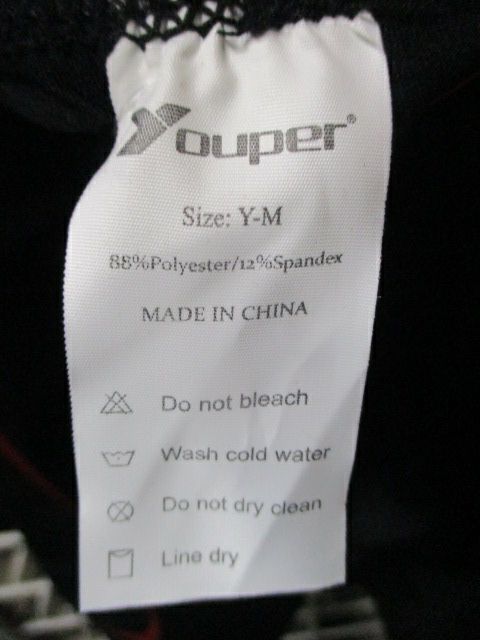 Youper®
Size: Y-M
88%Polyester/12%Spandex
MADE IN CHINA
Do not bleach
Wash cold water
Do not dry clean
Line dry